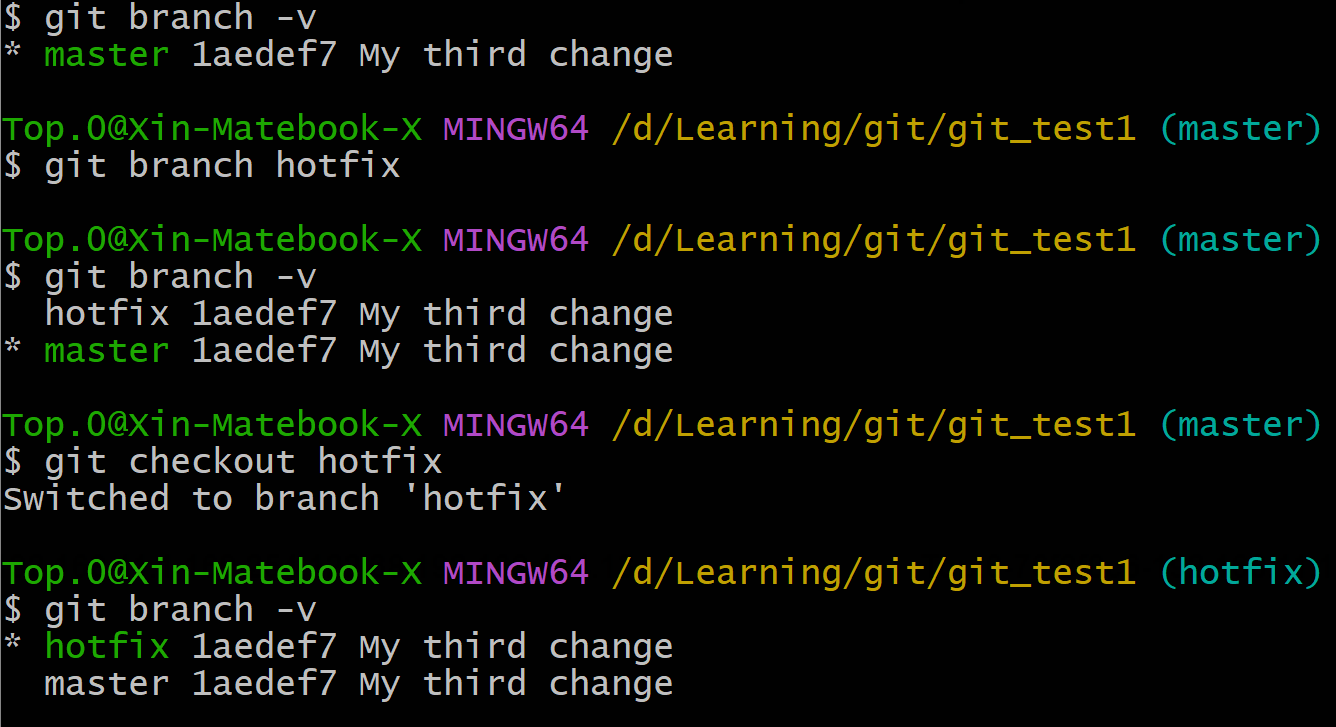 $ git branch -v
* master 1aedef7 My third change
Top.O@Xin-Matebook-X MINGW64 /d/Learning/git/git_test1 (master)
$ git branch hotfix
Top.O@Xin-Matebook-X MINGW64 /d/Learning/git/git_test1 (master)
$ git branch -v
  hotfix 1aedef7 My third change
* master 1aedef7 My third change
Top.O@Xin-Matebook-X MINGW64 /d/Learning/git/git_test1 (master)
$ git checkout hotfix
Switched to branch 'hotfix'
Top.O@Xin-Matebook-X MINGW64 /d/Learning/git/git_test1 (hotfix)
$ git branch -v
* hotfix 1aedef7 My third change
  master 1aedef7 My third change